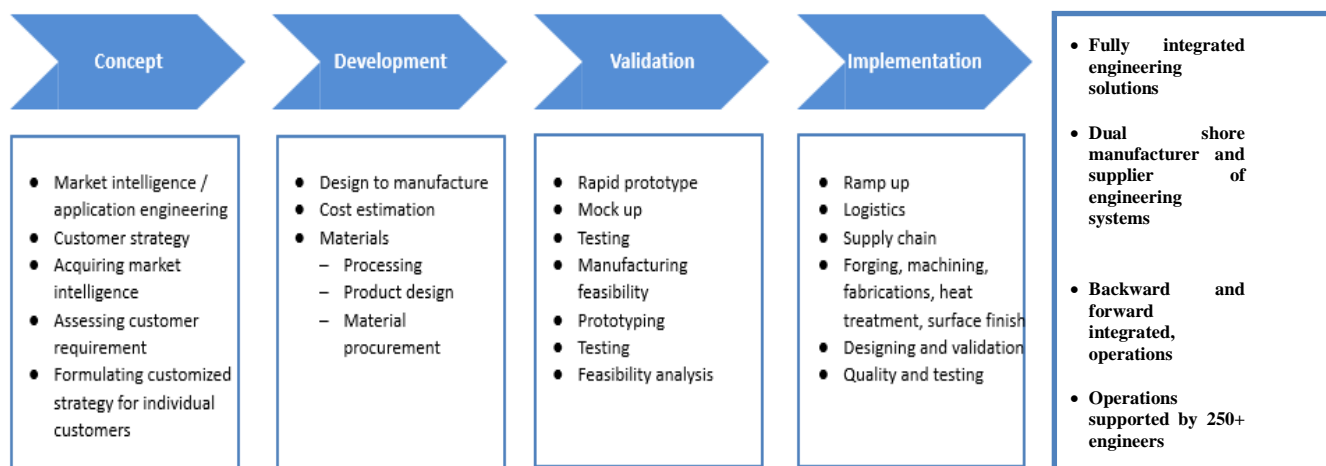 Concept
Development
Validation
Implementation
● Market intelligence /
application engineering
● Customer strategy
● Acquiring market
intelligence
● Assessing customer
requirement
● Formulating customized
strategy for individual
customers
● Design to manufacture
● Cost estimation
● Materials
– Processing
– Product design
– Material
procurement
● Rapid prototype
● Mock up
● Testing
● Manufacturing
feasibility
● Prototyping
● Testing
● Feasibility analysis
● Ramp up
● Logistics
● Supply chain
● Forging, machining,
fabrications, heat
treatment, surface finish
● Designing and validation
● Quality and testing
• Fully integrated
engineering
solutions
• Dual shore
manufacturer and
supplier of
engineering
systems
• Backward and
forward
integrated,
operations
• Operations
supported by 250+
engineers